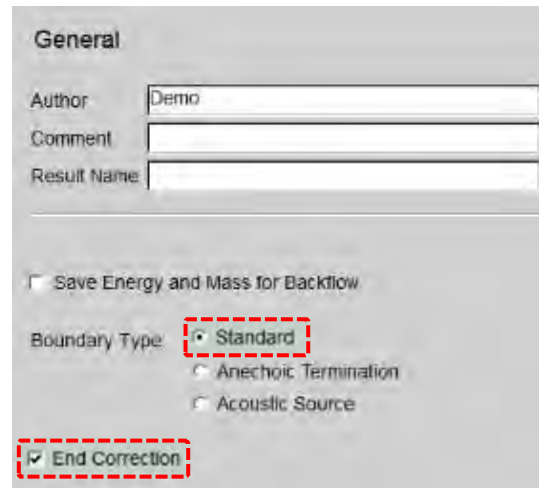 General
Author Demo
Comment
Result Name
Save Energy and Mass for Backflow
Boundary Type Standard
Anechoic Termination
Acoustic Source
End Correction